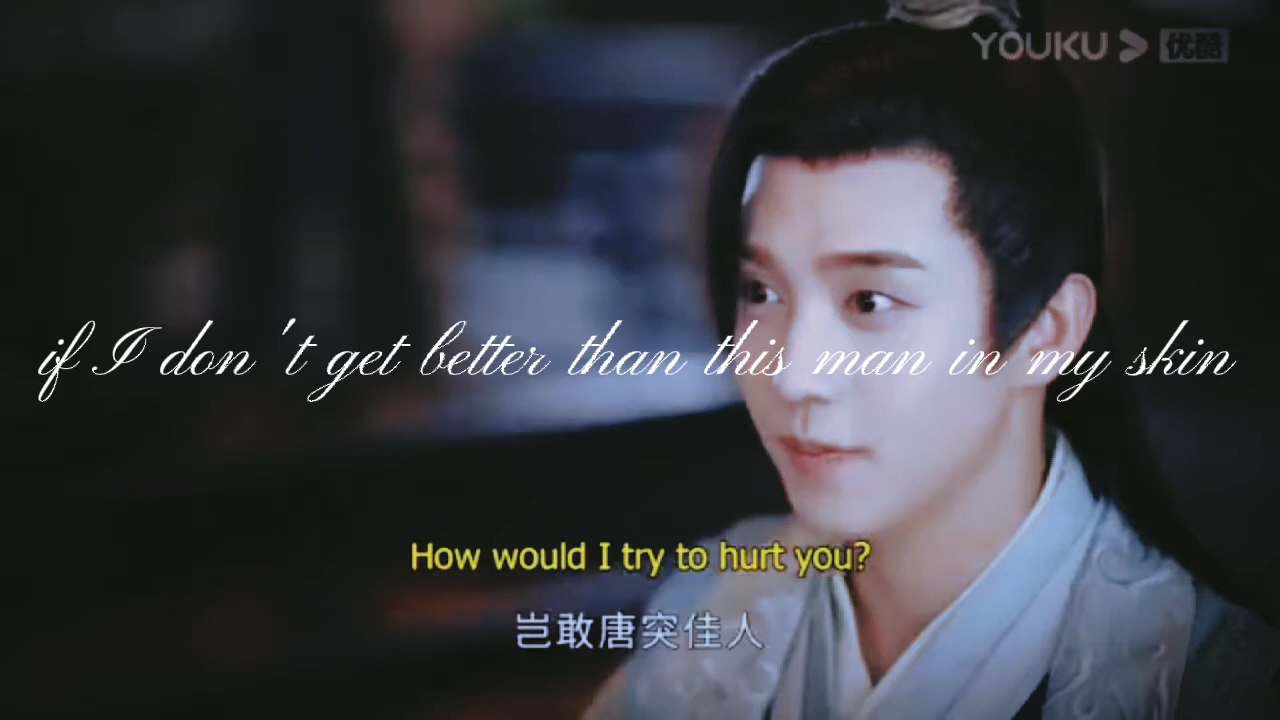 YOUKU 优酷
if I don't get better than this man in my skin
How would I try to hurt you?
岂敢唐突佳人